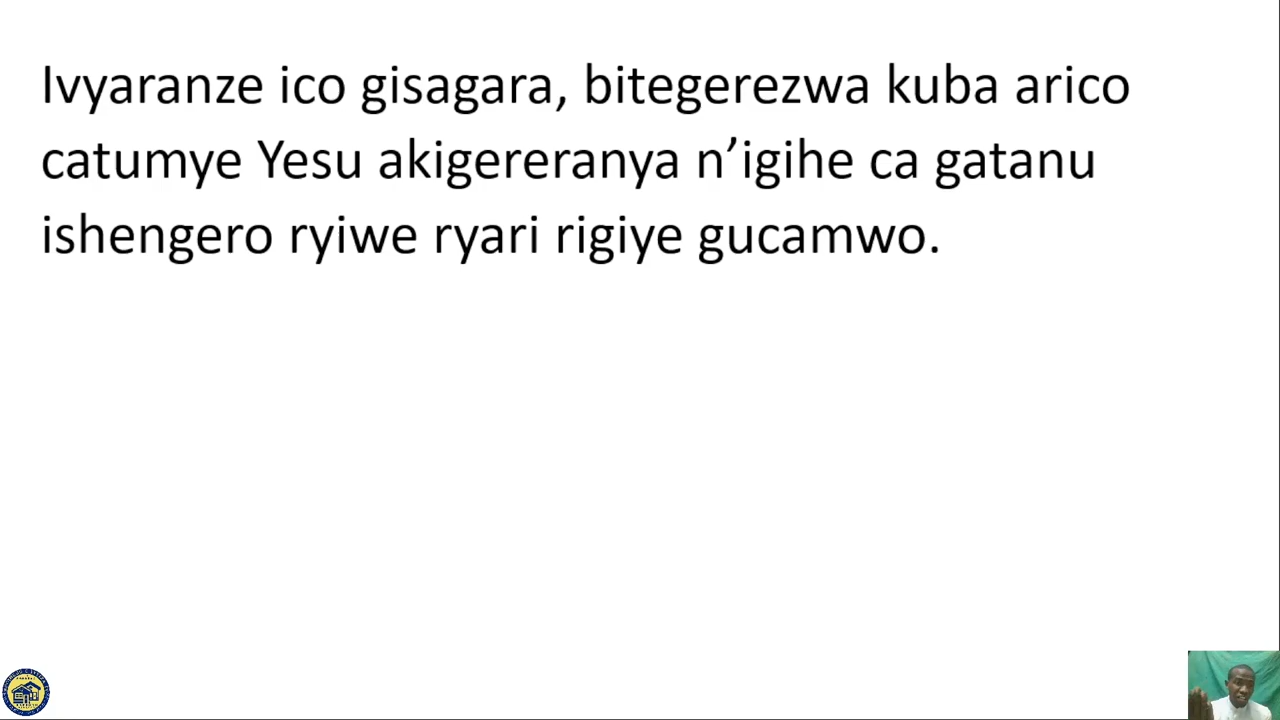 Ivyaranze ico gisagara, bitegerezwa kuba arico
catumye Yesu akigereranya n’igihe ca gatanu
ishengero ryiwe ryari rigiye gucamwo.